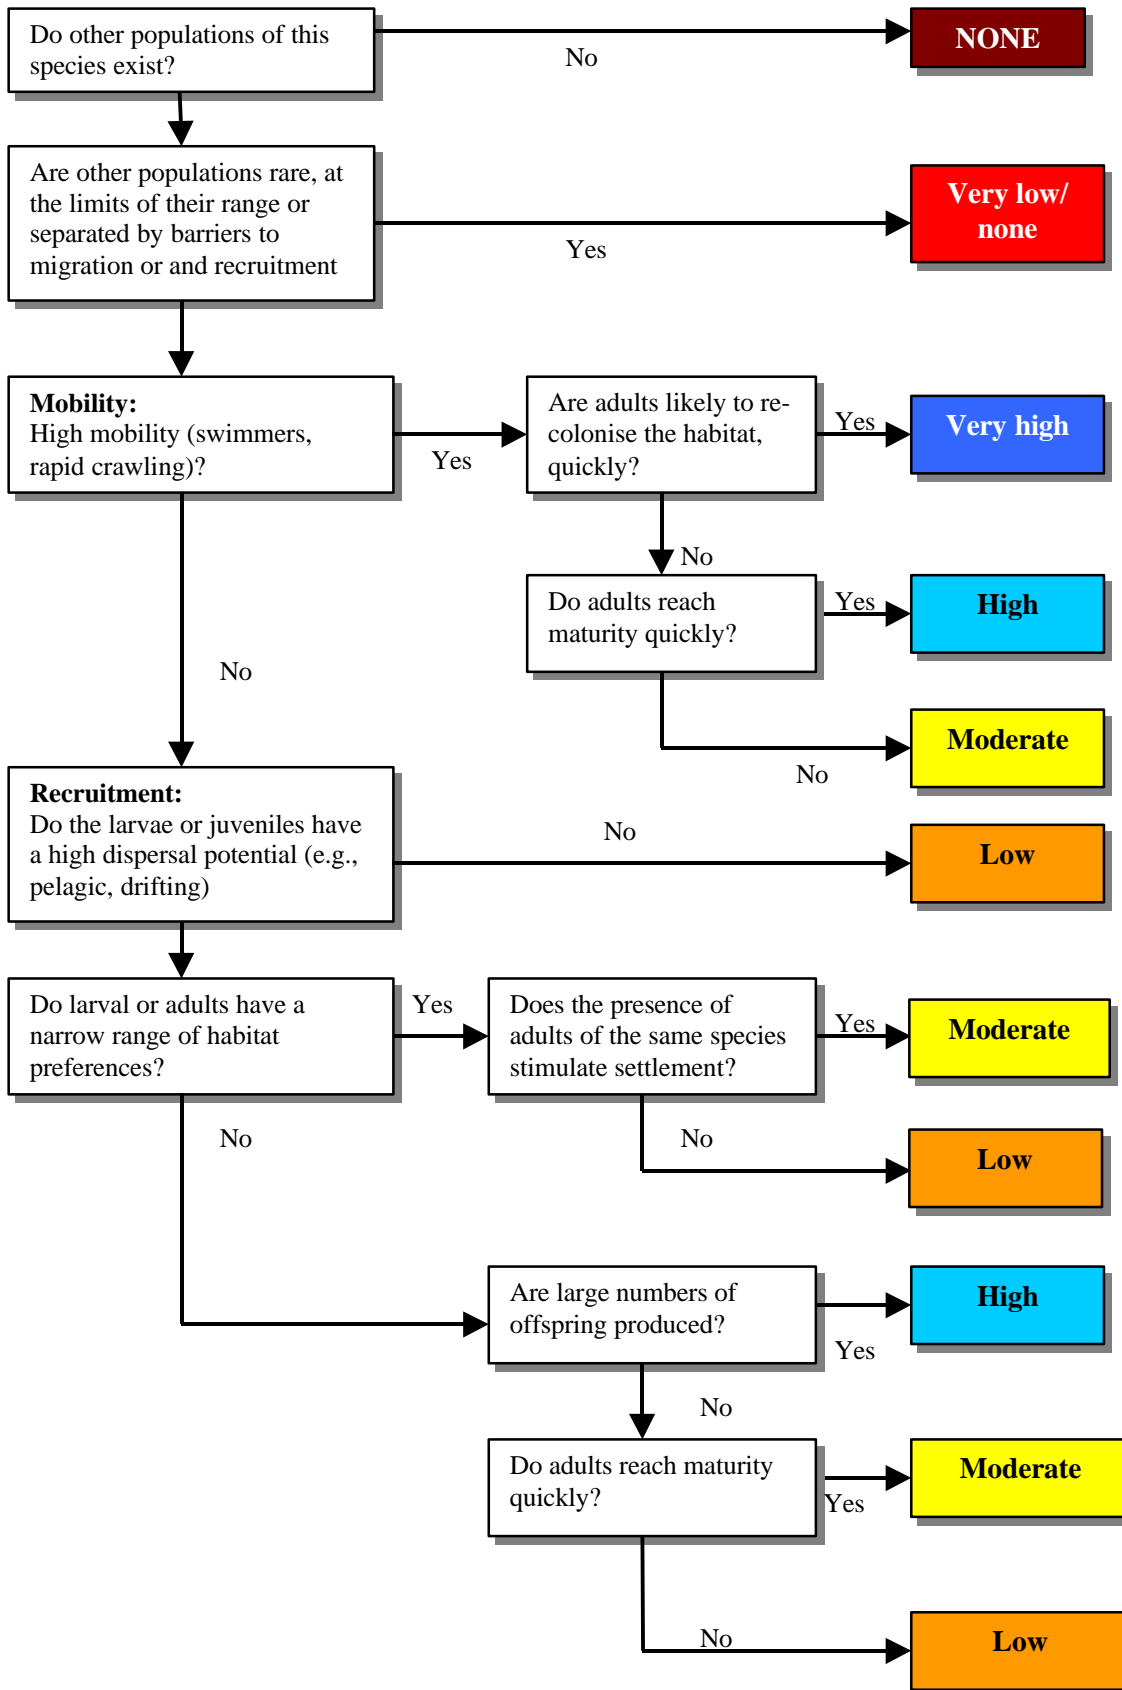 Do other populations of this
species exist?
No
NONE
Are other populations rare, at
the limits of their range or
separated by barriers to
migration or and recruitment
Yes
Very low/
none
Mobility:
High mobility (swimmers,
rapid crawling)?
Yes
Are adults likely to re-
colonise the habitat,
quickly?
Yes
Very high
No
Do adults reach
maturity quickly?
Yes
High
No
Moderate
No
Recruitment:
Do the larvae or juveniles have
a high dispersal potential (e.g.,
pelagic, drifting)
No
Low
Do larval or adults have a
narrow range of habitat
preferences?
Yes
Does the presence of
adults of the same species
stimulate settlement?
Yes
Moderate
No
Low
No
Are large numbers of
offspring produced?
Yes
High
No
Do adults reach maturity
quickly?
Yes
Moderate
No
Low